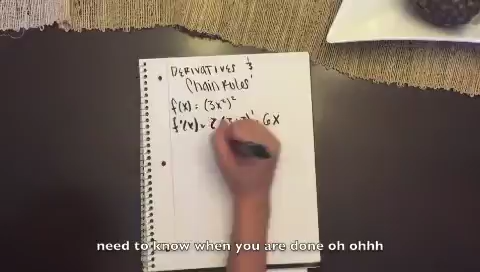 DERIVATIVES &
Chain Rules
f(x) = (3x²)²
f'(x) = 2 6x
need to know when you are done oh ohhh